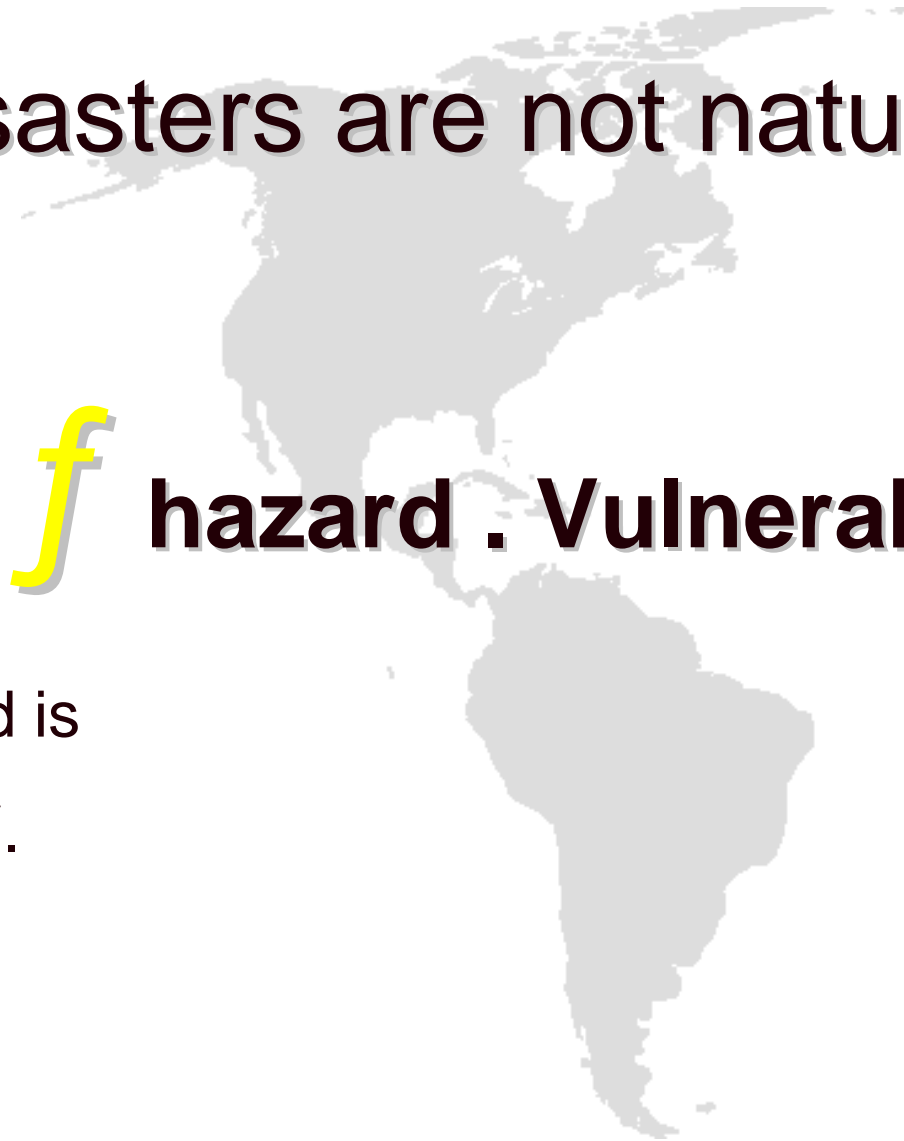 sasters are not natu
ƒ hazard . Vulneral
d is
.